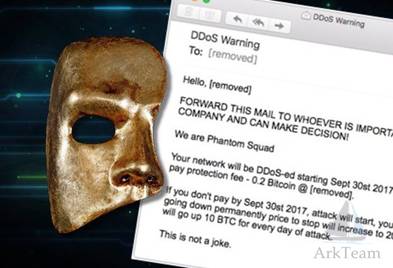 DDoS Warning
DDoS Warning
To: [removed]
Hello, [removed]
FORWARD THIS MAIL TO WHOEVER IS IMPORTA
COMPANY AND CAN MAKE DECISION!
We are Phantom Squad
Your network will be DDoS-ed starting Sept 30st 2017
pay protection fee - 0.2 Bitcoin @ [removed].
If you don't pay by Sept 30st 2017, attack will start, you
going down permanently price to stop will increase to 20
will go up 10 BTC for every day of attack.
This is not a joke.
ArkTeam